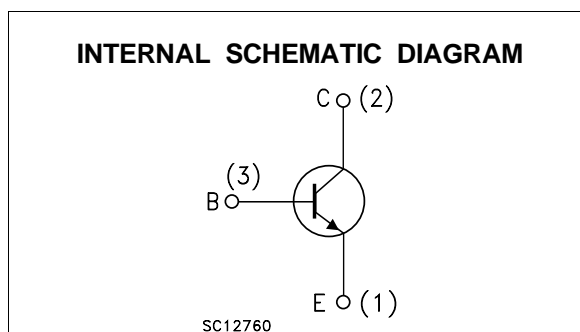 INTERNAL SCHEMATIC DIAGRAM
C (2)
(3)
B
E (1)
SC12760